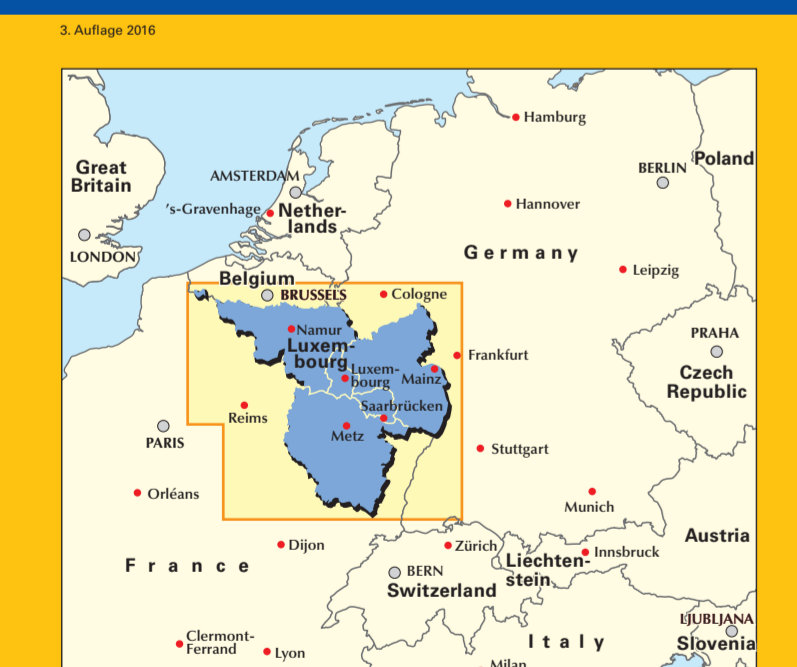 3. Auflage 2016
Hamburg
Great
Britain
BERLIN
Poland
AMSTERDAM
's-Gravenhage
Nether-
lands
Hannover
LONDON
Germany
Leipzig
Belgium
BRUSSELS
Cologne
Namur
Luxem-
bourg
PRAHA
Frankfurt
Luxem-
bourg
Mainz
Czech
Republic
Reims
Saarbrücken
PARIS
Metz
Stuttgart
Orléans
Munich
Austria
Dijon
Zürich
Liechten-
stein
Innsbruck
France
BERN
Switzerland
LJUBLJANA
Slovenia
Clermont-
Ferrand
Lyon
Italy
Milan